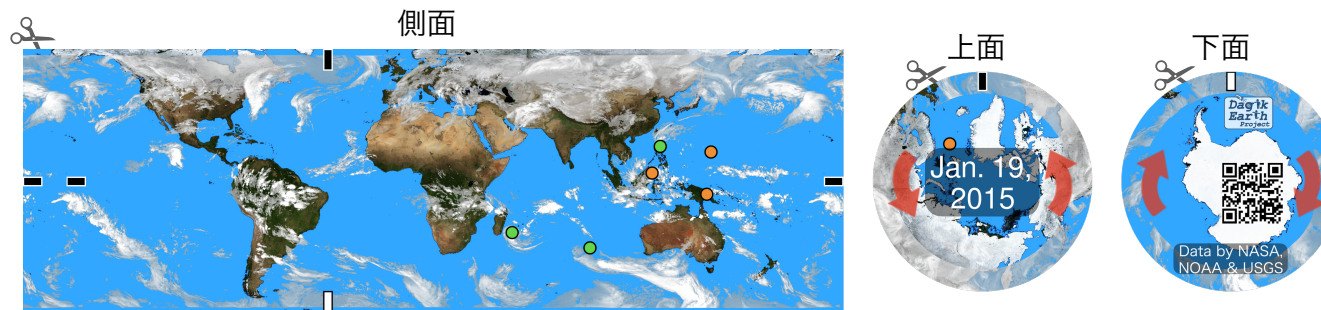 側面
上面
下面
Jan. 19,
2015
Dagik
Earth
Project
Data by NASA,
NOAA & USGS